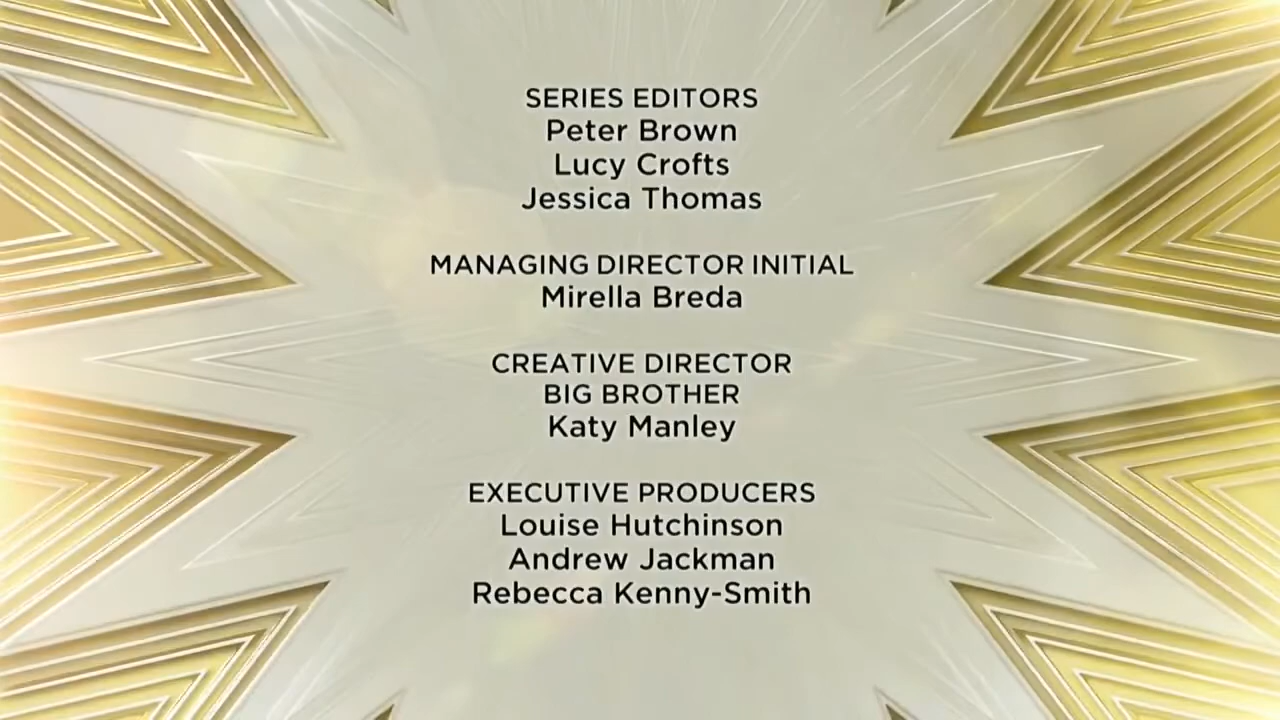 SERIES EDITORS
Peter Brown
Lucy Crofts
Jessica Thomas
MANAGING DIRECTOR INITIAL
Mirella Breda
CREATIVE DIRECTOR
BIG BROTHER
Katy Manley
EXECUTIVE PRODUCERS
Louise Hutchinson
Andrew Jackman
Rebecca Kenny-Smith